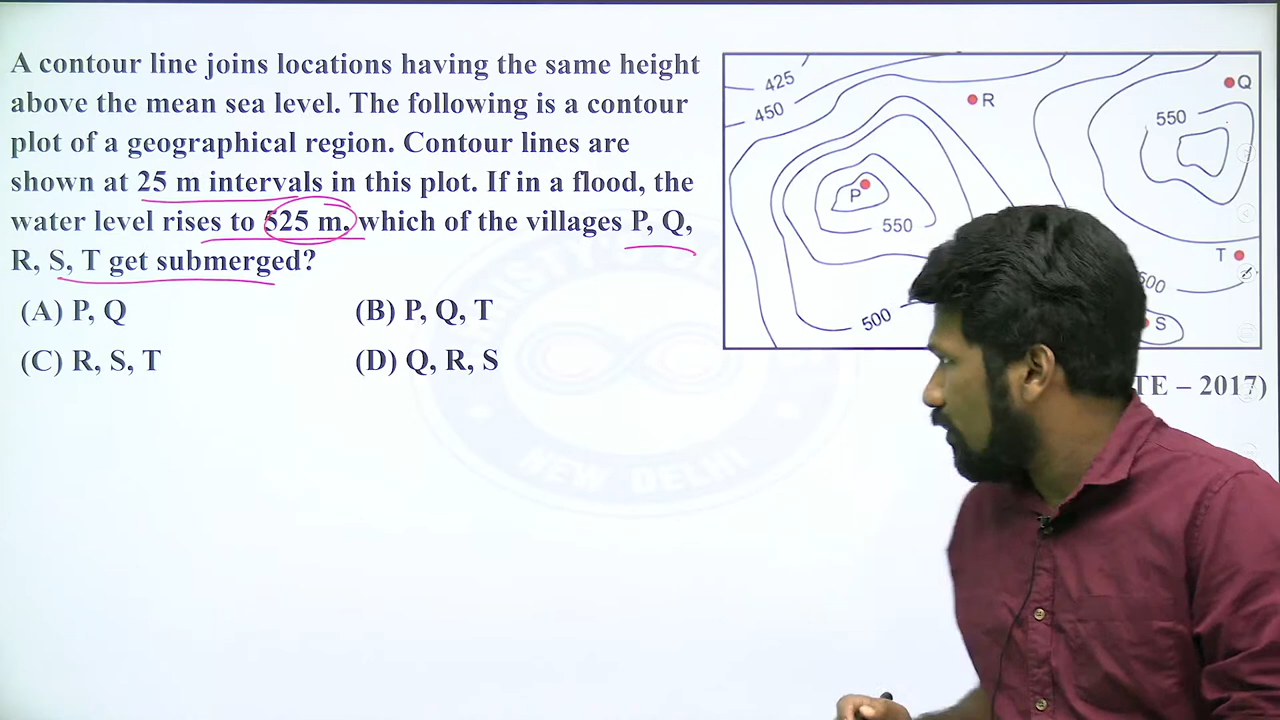 A contour line joins locations having the same height
above the mean sea level. The following is a contour
plot of a geographical region. Contour lines are
shown at 25 m intervals in this plot. If in a flood, the
water level rises to 525 m, which of the villages P, Q,
R, S, T get submerged?
(A) P, Q
(B) P, Q, T
(C) R, S, T
(D) Q, R, S
425
450
R
Q
550
P
550
T
500
S
TE – 2017)
NEW DELHI